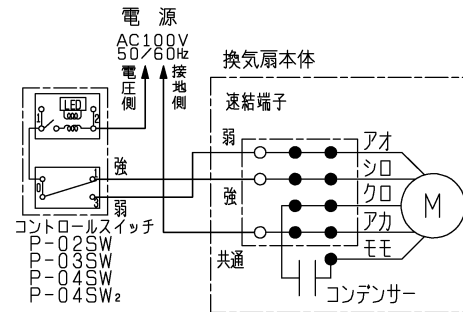 電 源
AC100V
50/60Hz
電圧側
接地側
換気扇本体
速結端子
LED
1
2
弱
アオ
強
シロ
0
1
3
強
クロ
弱
アカ
M
共通
モモ
コントロールスイッチ
P-02SW
P-03SW
P-04SW
P-04SW₂
コンデンサー